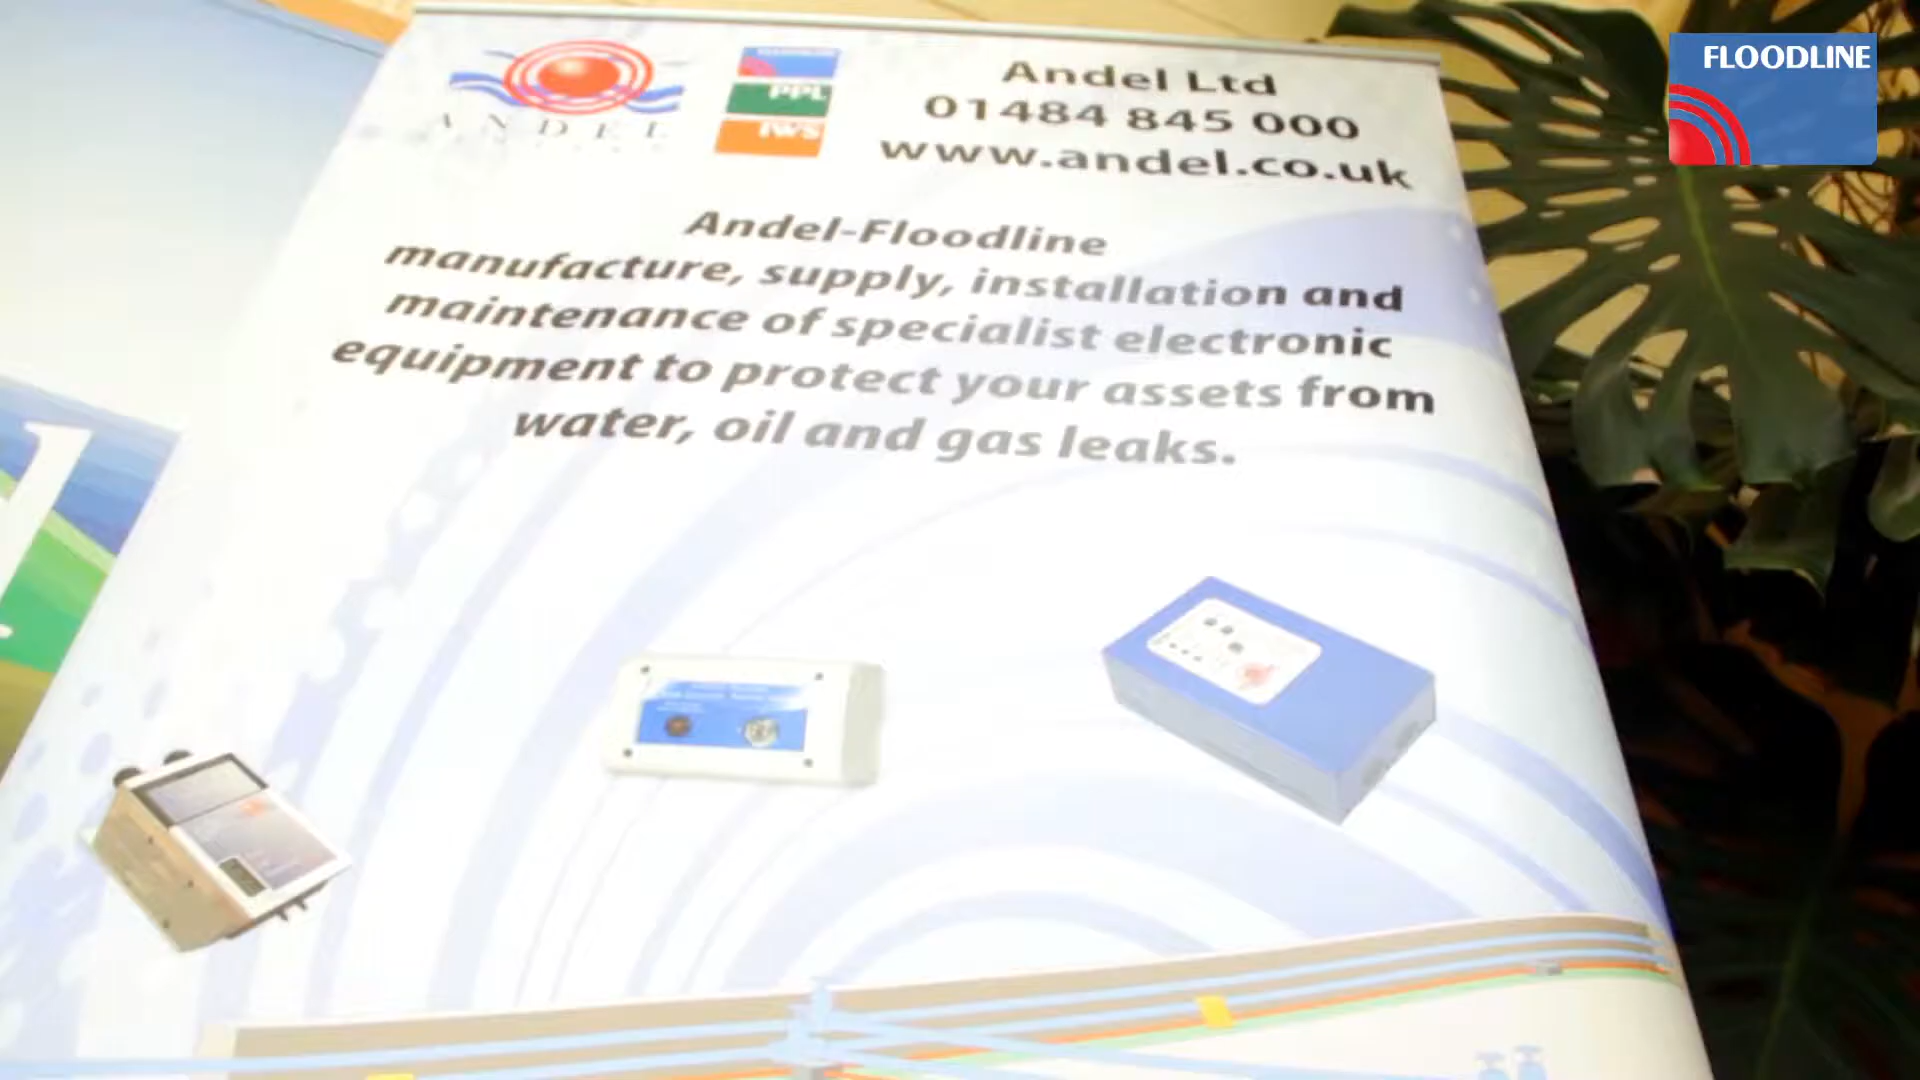 FLOODLINE
ANDEL
PPL
IWS
Andel Ltd
01484 845 000
www.andel.co.uk
Andel-Floodline
manufacture, supply, installation and
maintenance of specialist electronic
equipment to protect your assets from
water, oil and gas leaks.